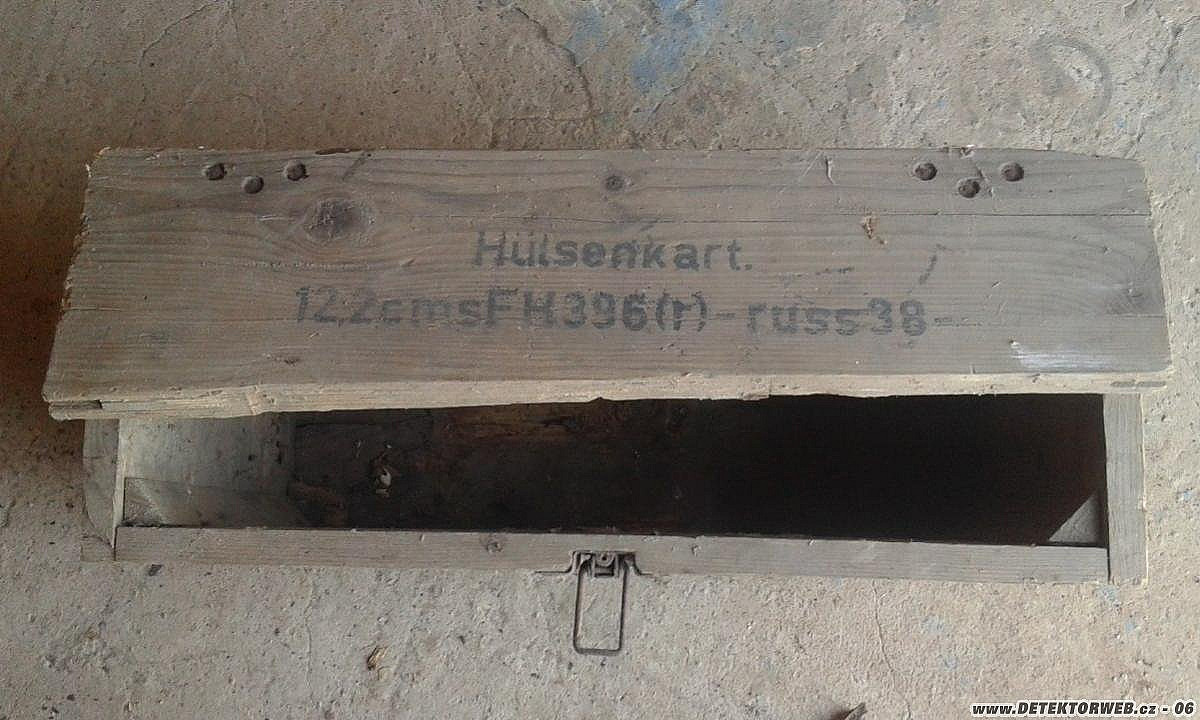 Hülsenkart.
12,2cmsFH396(r)-russ38-
www.DETEKTORWEB.cz - 06